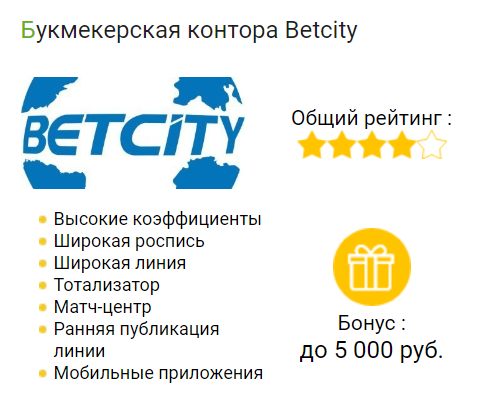 Букмекерская контора Betcity
BETCITY
Общий рейтинг :
Высокие коэффициенты
Широкая роспись
Широкая линия
Тотализатор
Матч-центр
Ранняя публикация
линии
Мобильные приложения
Бонус :
до 5 000 руб.